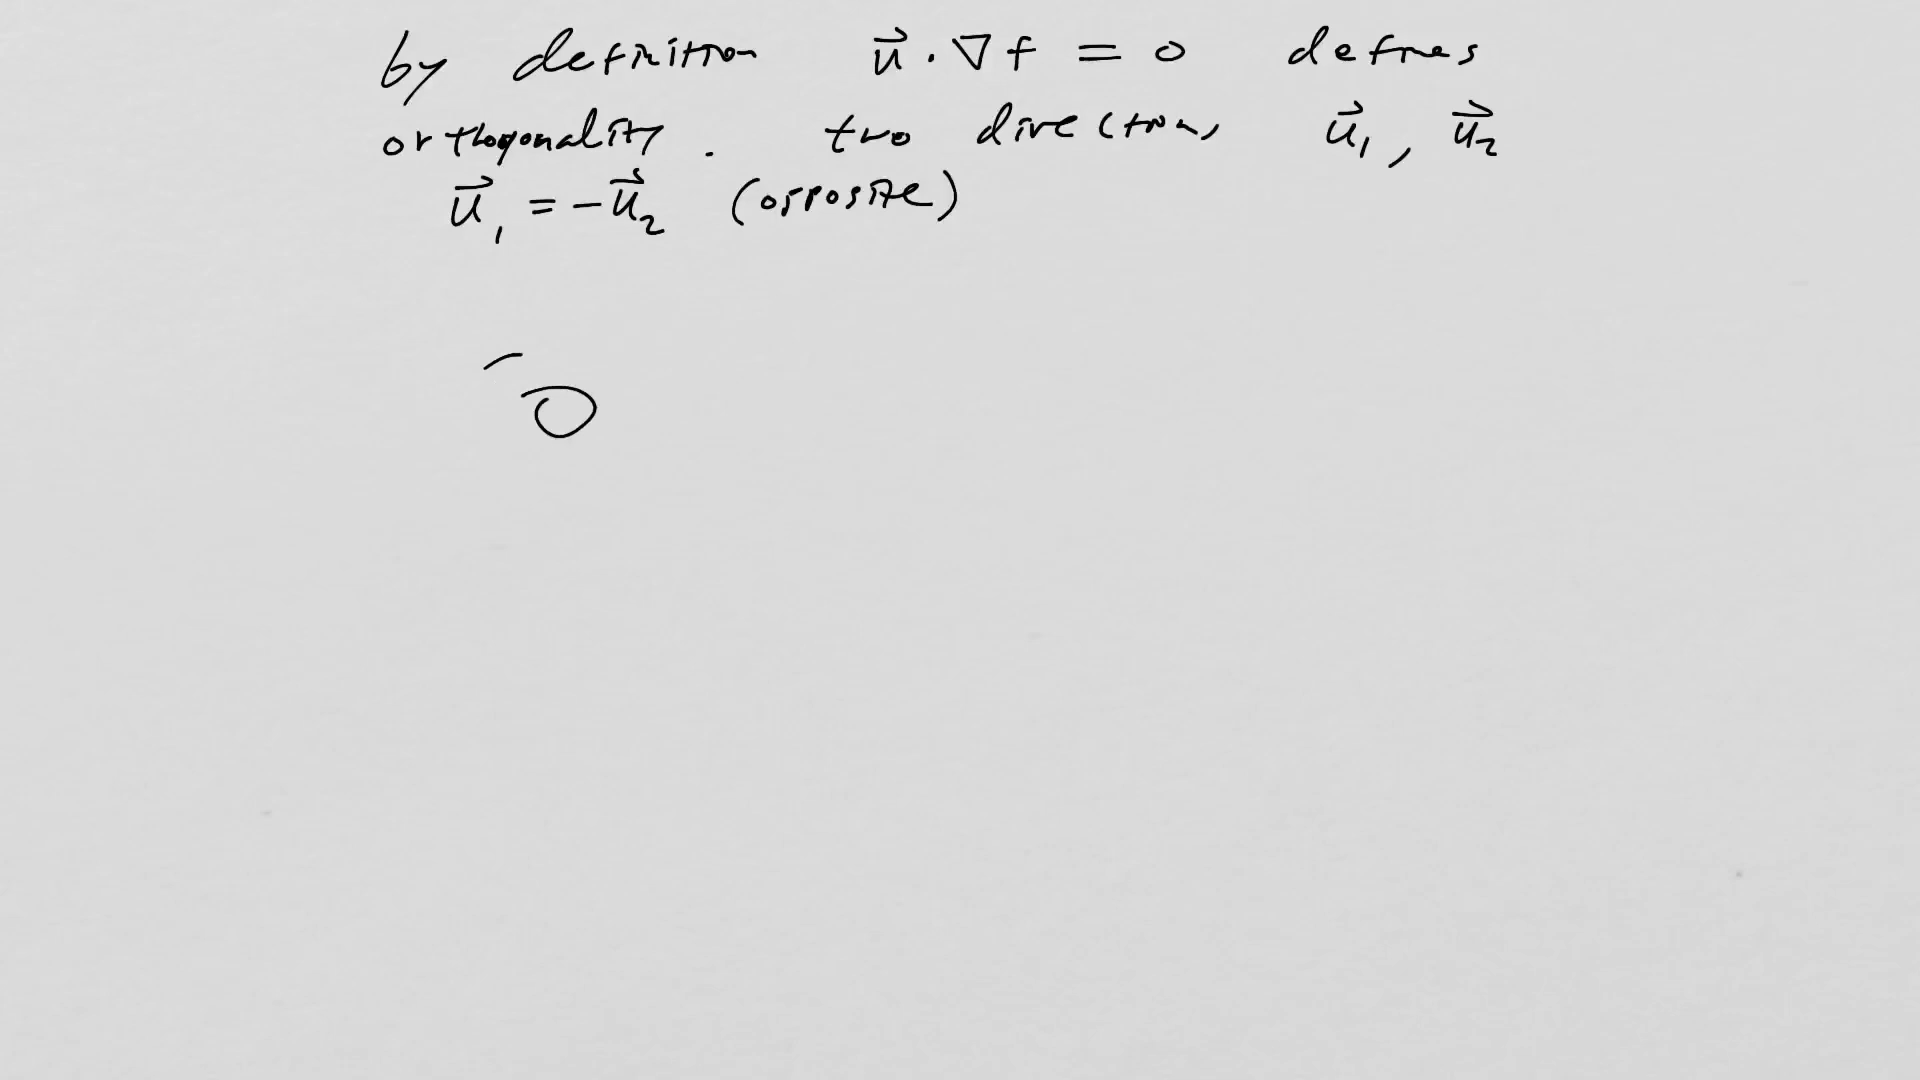 by definition u⃗ · ∇f = 0 defines
orthogonality. two directions u⃗₁, u⃗₂
u⃗₁ = -u⃗₂ (opposite)